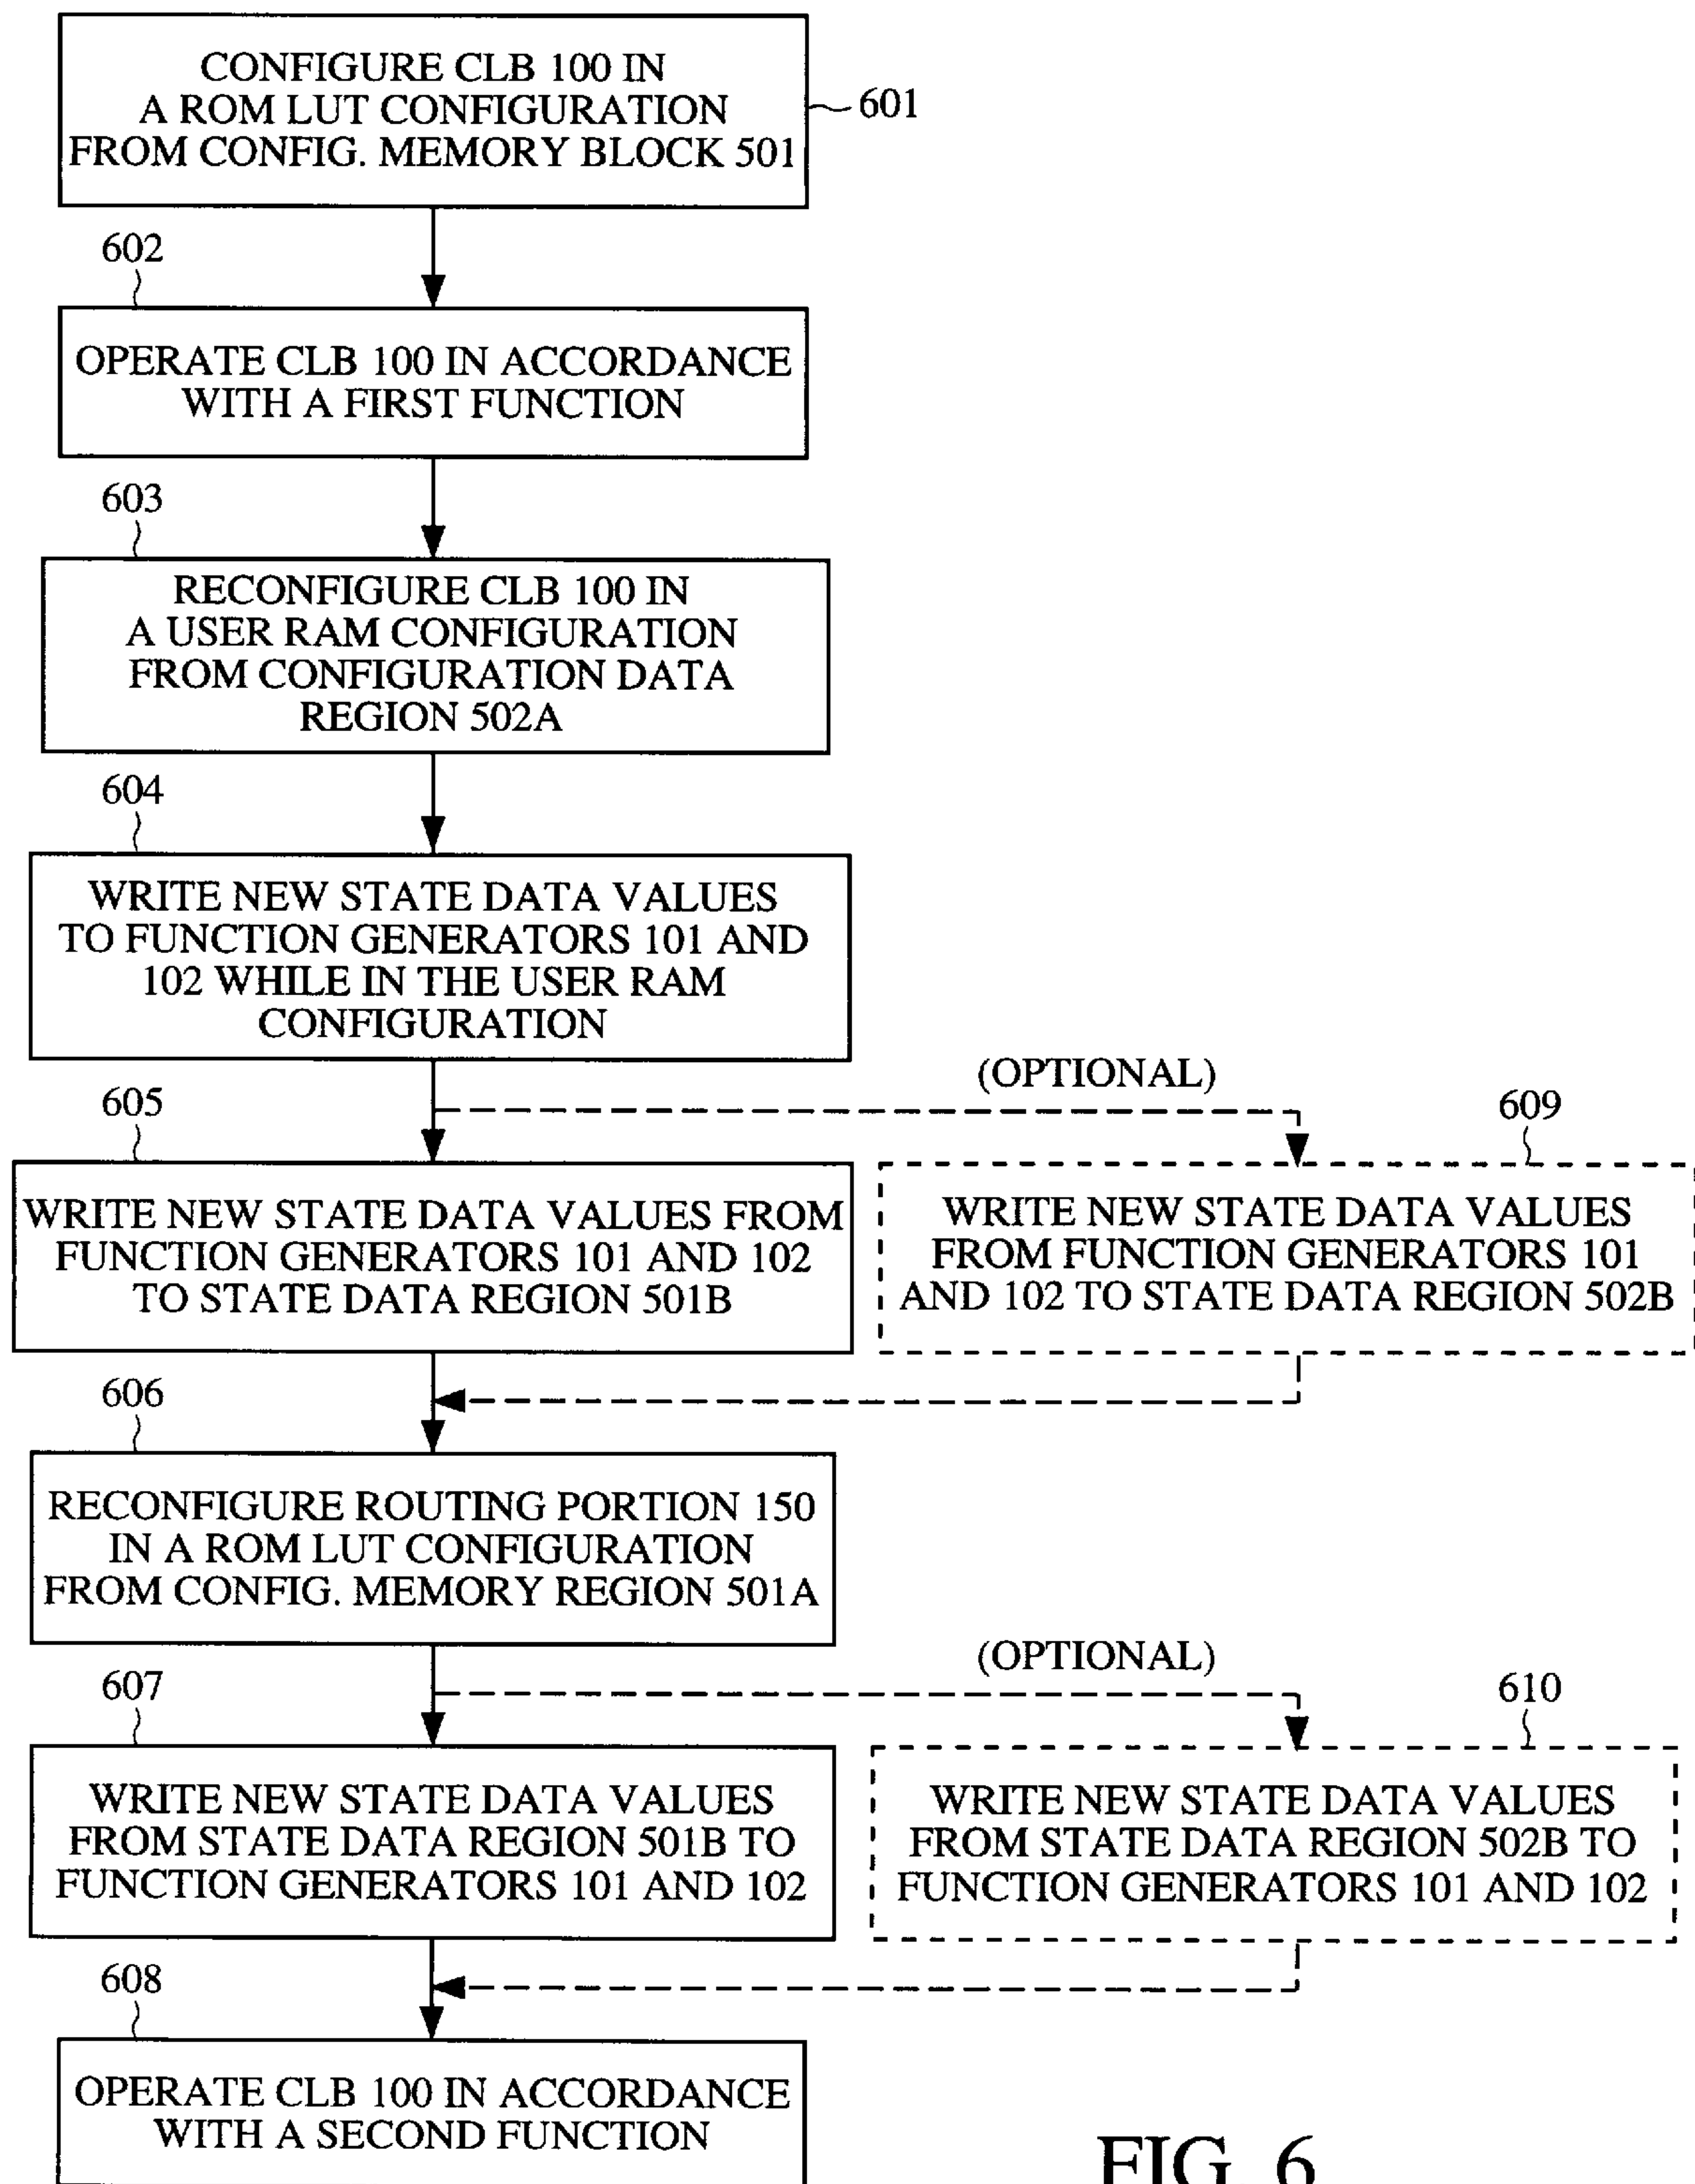 CONFIGURE CLB 100 IN
A ROM LUT CONFIGURATION
FROM CONFIG. MEMORY BLOCK 501
601
602
OPERATE CLB 100 IN ACCORDANCE
WITH A FIRST FUNCTION
603
RECONFIGURE CLB 100 IN
A USER RAM CONFIGURATION
FROM CONFIGURATION DATA
REGION 502A
604
WRITE NEW STATE DATA VALUES
TO FUNCTION GENERATORS 101 AND
102 WHILE IN THE USER RAM
CONFIGURATION
(OPTIONAL)
605
609
WRITE NEW STATE DATA VALUES FROM
FUNCTION GENERATORS 101 AND 102
TO STATE DATA REGION 501B
WRITE NEW STATE DATA VALUES
FROM FUNCTION GENERATORS 101
AND 102 TO STATE DATA REGION 502B
606
RECONFIGURE ROUTING PORTION 150
IN A ROM LUT CONFIGURATION
FROM CONFIG. MEMORY REGION 501A
(OPTIONAL)
607
610
WRITE NEW STATE DATA VALUES
FROM STATE DATA REGION 501B TO
FUNCTION GENERATORS 101 AND 102
WRITE NEW STATE DATA VALUES
FROM STATE DATA REGION 502B TO
FUNCTION GENERATORS 101 AND 102
608
OPERATE CLB 100 IN ACCORDANCE
WITH A SECOND FUNCTION
FIG. 6